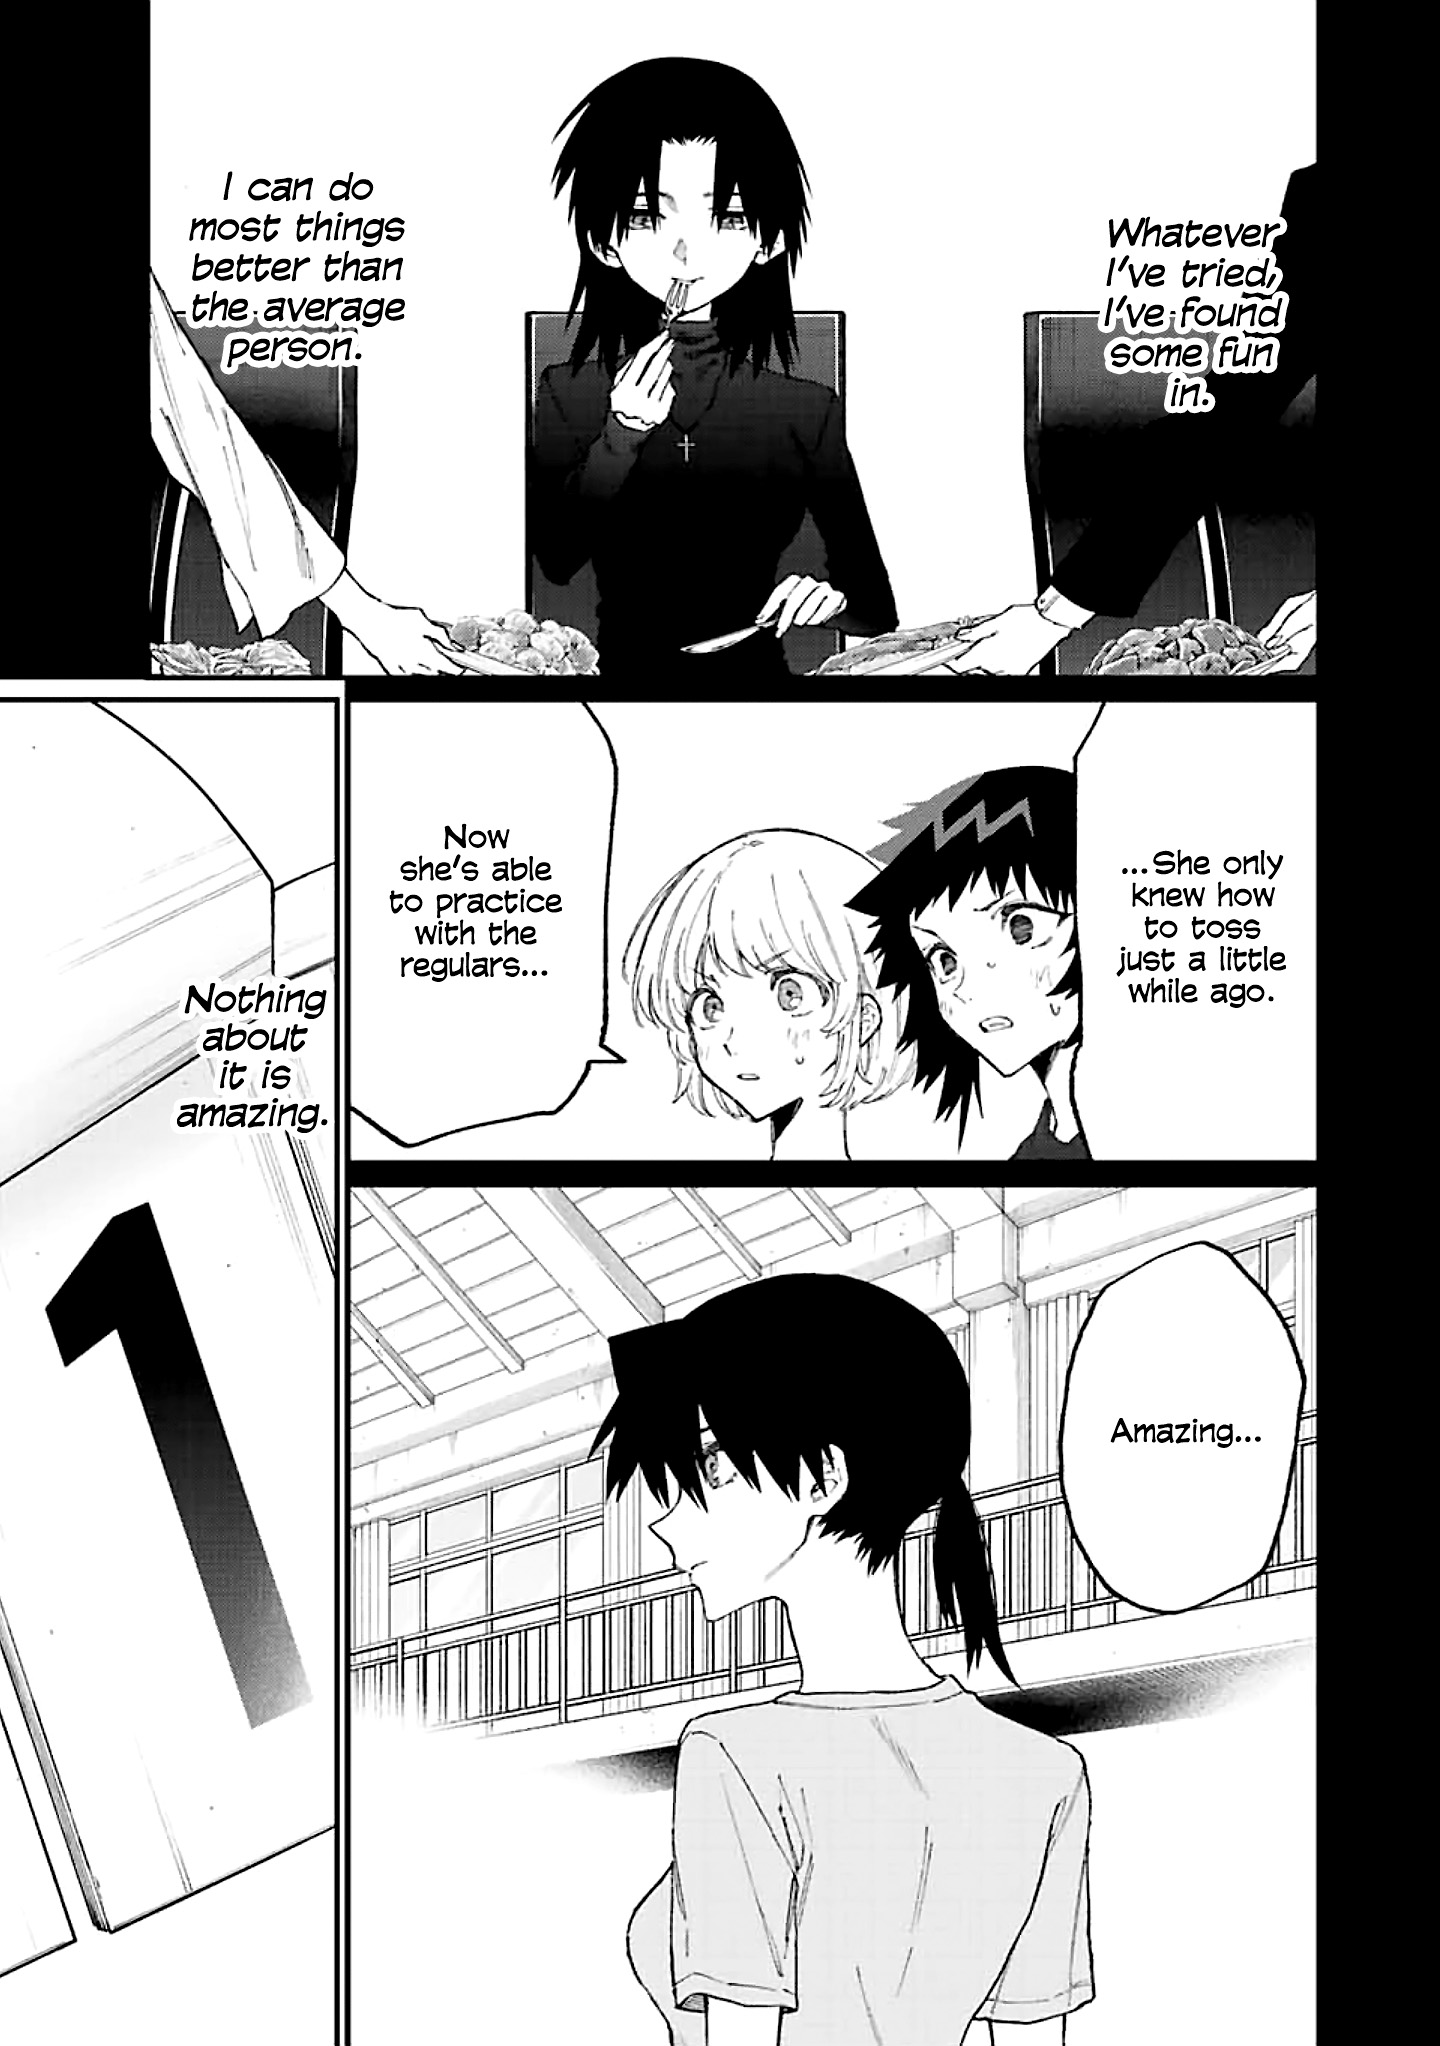 Whatever
I've tried,
I've found
some fun
in.
I can do
most things
better than
the average
person.
...She only
knew how
to toss
just a little
while ago.
Now
she's able
to practice
with the
regulars...
Amazing...
Nothing
about
it is
amazing.
1